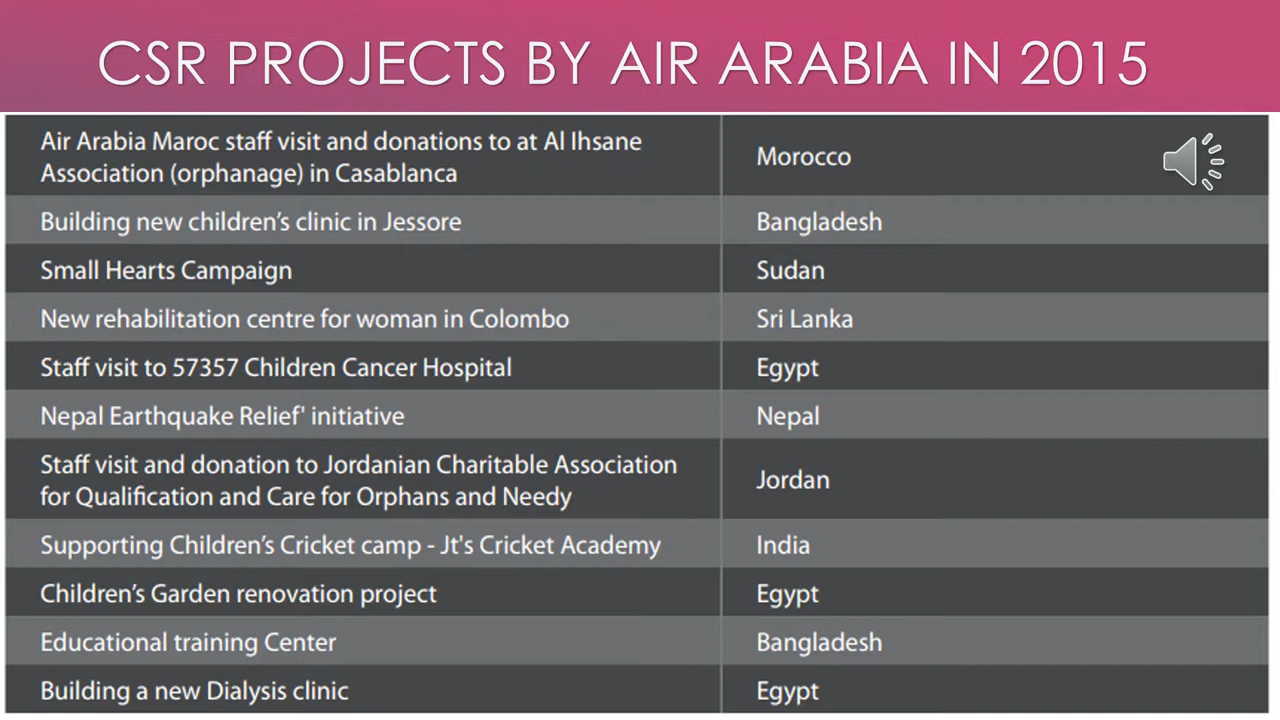 CSR PROJECTS BY AIR ARABIA IN 2015
Air Arabia Maroc staff visit and donations to at Al Ihsane
Association (orphanage) in Casablanca
Morocco
Building new children’s clinic in Jessore
Bangladesh
Small Hearts Campaign
Sudan
New rehabilitation centre for woman in Colombo
Sri Lanka
Staff visit to 57357 Children Cancer Hospital
Egypt
Nepal Earthquake Relief' initiative
Nepal
Staff visit and donation to Jordanian Charitable Association
for Qualification and Care for Orphans and Needy
Jordan
Supporting Children’s Cricket camp - Jt's Cricket Academy
India
Children’s Garden renovation project
Egypt
Educational training Center
Bangladesh
Building a new Dialysis clinic
Egypt